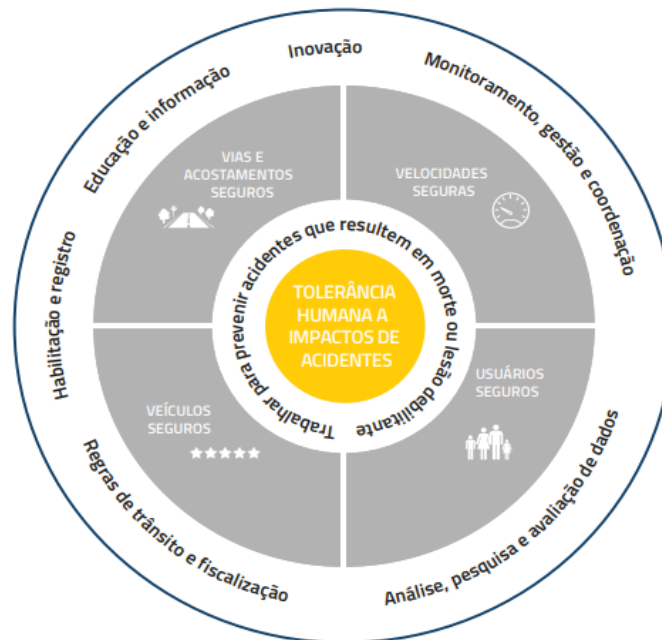 Inovação
Monitoramento, gestão e coordenação
Análise, pesquisa e avaliação de dados
Regras de trânsito e fiscalização
Habilitação e registro
Educação e informação
VIAS E
ACOSTAMENTOS
SEGUROS
VELOCIDADES
SEGURAS
USUÁRIOS
SEGUROS
VEÍCULOS
SEGUROS
Trabalhar para prevenir acidentes que resultem em morte ou lesão debilitante
TOLERÂNCIA
HUMANA A
IMPACTOS DE
ACIDENTES